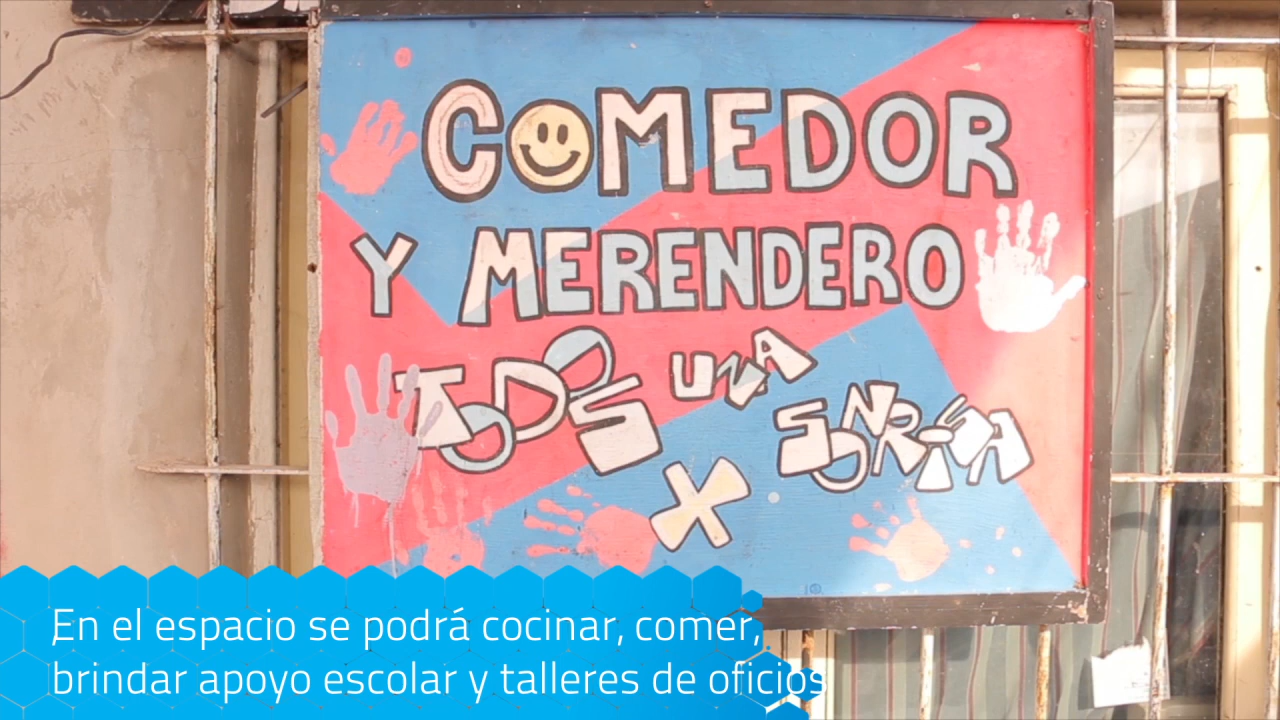 COMEDOR
Y MERENDERO
TODOS X UNA SONRISA
En el espacio se podrá cocinar, comer,
brindar apoyo escolar y talleres de oficios